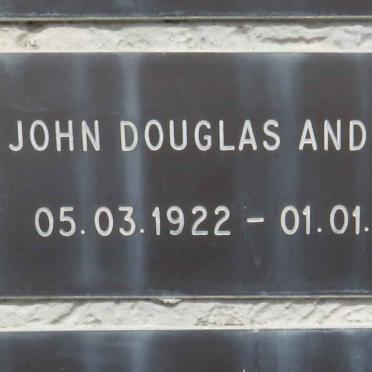 JOHN DOUGLAS AND
05.03.1922 - 01.01.